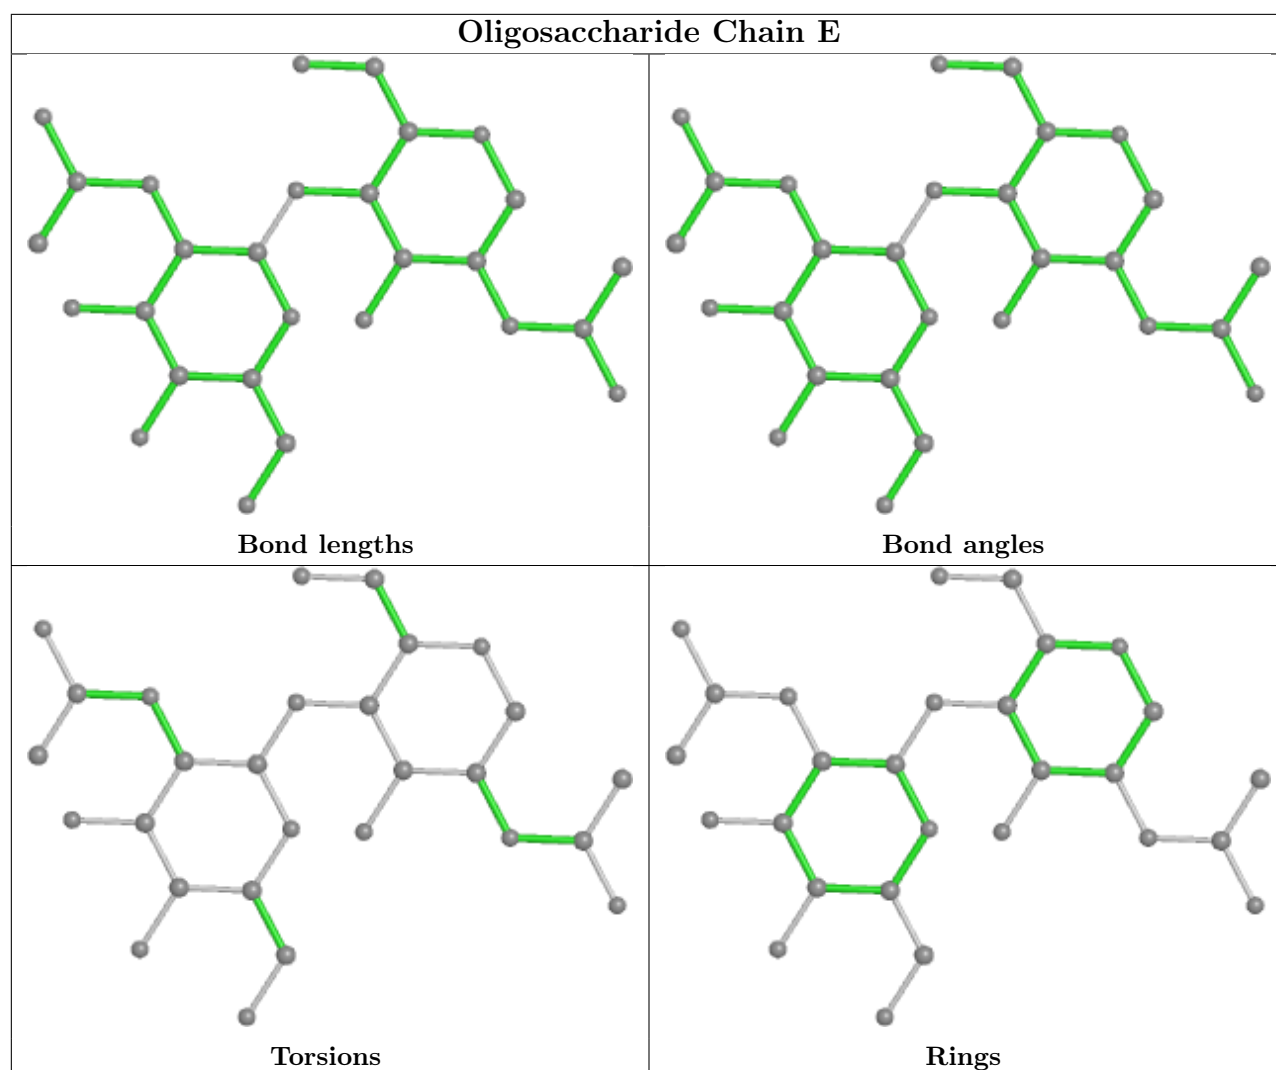 Oligosaccharide Chain E
Bond lengths
Bond angles
Torsions
Rings